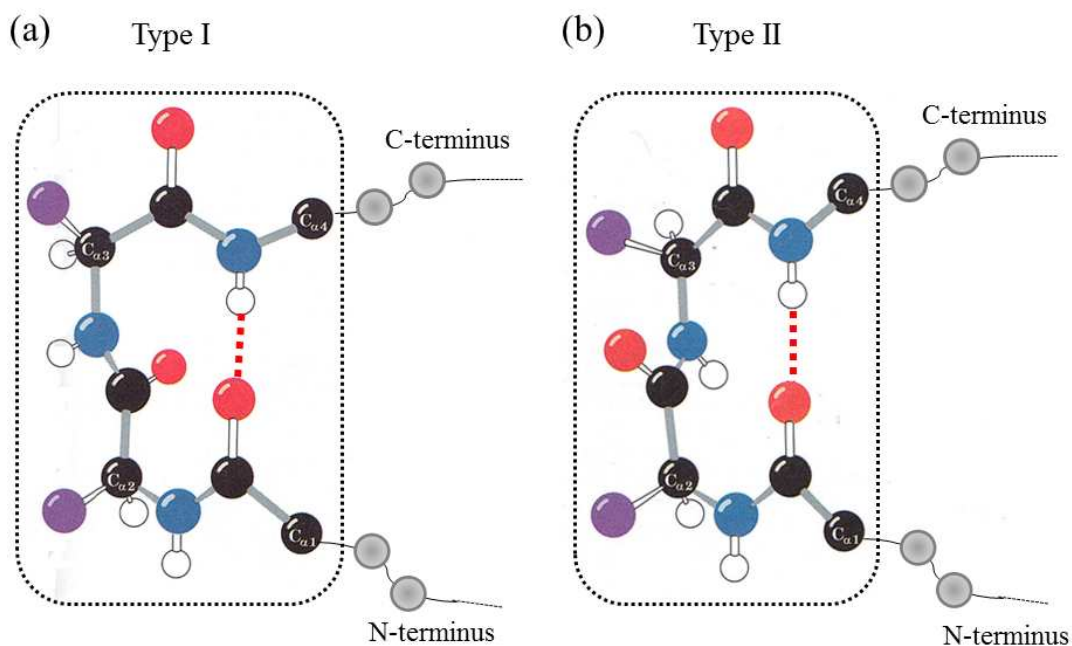 (a) Type I
C-terminus
Cα4
Cα3
Cα2
Cα1
N-terminus
(b) Type II
C-terminus
Cα4
Cα3
Cα2
Cα1
N-terminus